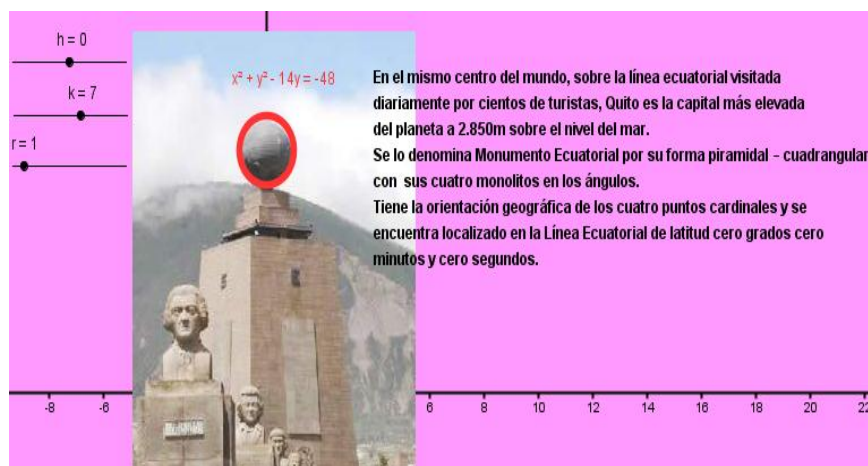 h = 0
k = 7
r = 1
x² + y² - 14y = -48
En el mismo centro del mundo, sobre la línea ecuatorial visitada
diariamente por cientos de turistas, Quito es la capital más elevada
del planeta a 2.850m sobre el nivel del mar.
Se lo denomina Monumento Ecuatorial por su forma piramidal – cuadrangular
con sus cuatro monolitos en los ángulos.
Tiene la orientación geográfica de los cuatro puntos cardinales y se
encuentra localizado en la Línea Ecuatorial de latitud cero grados cero
minutos y cero segundos.
S E
-8 -6 6 8 10 12 14 16 18 20 22